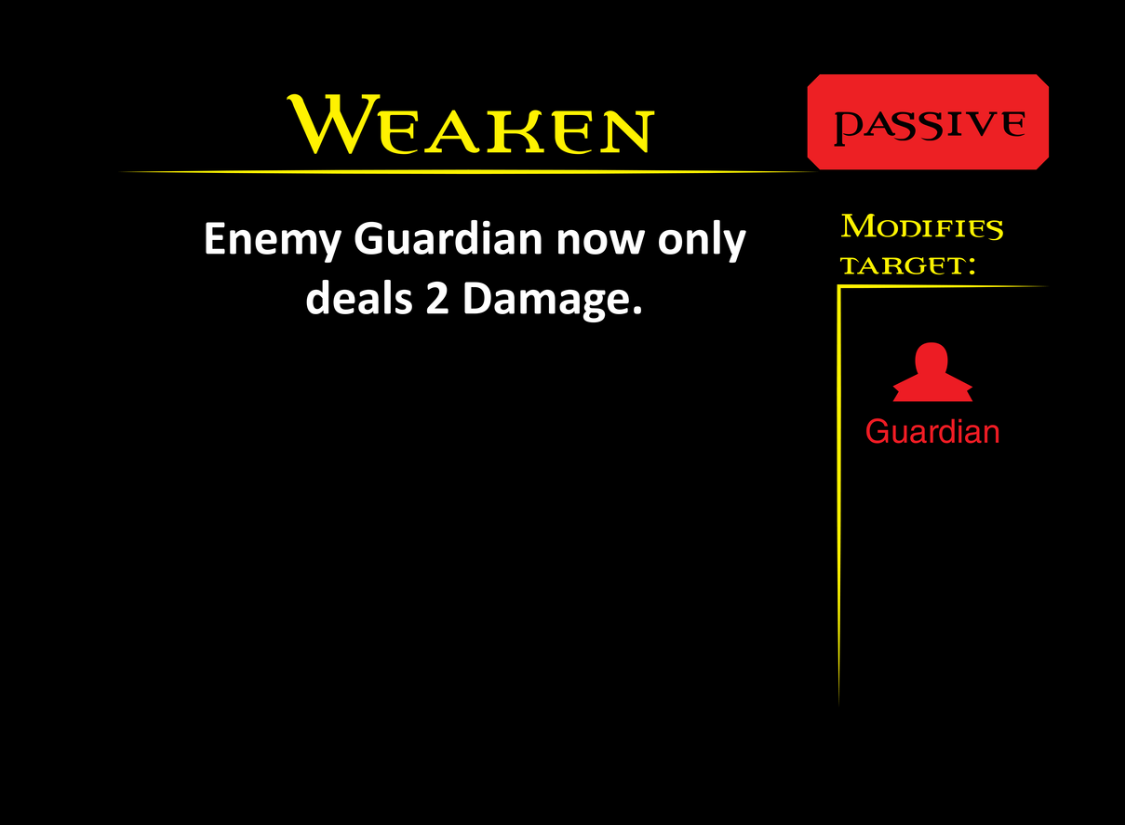 Weaken
PASSIVE
Enemy Guardian now only
deals 2 Damage.
Modifies
target:
Guardian